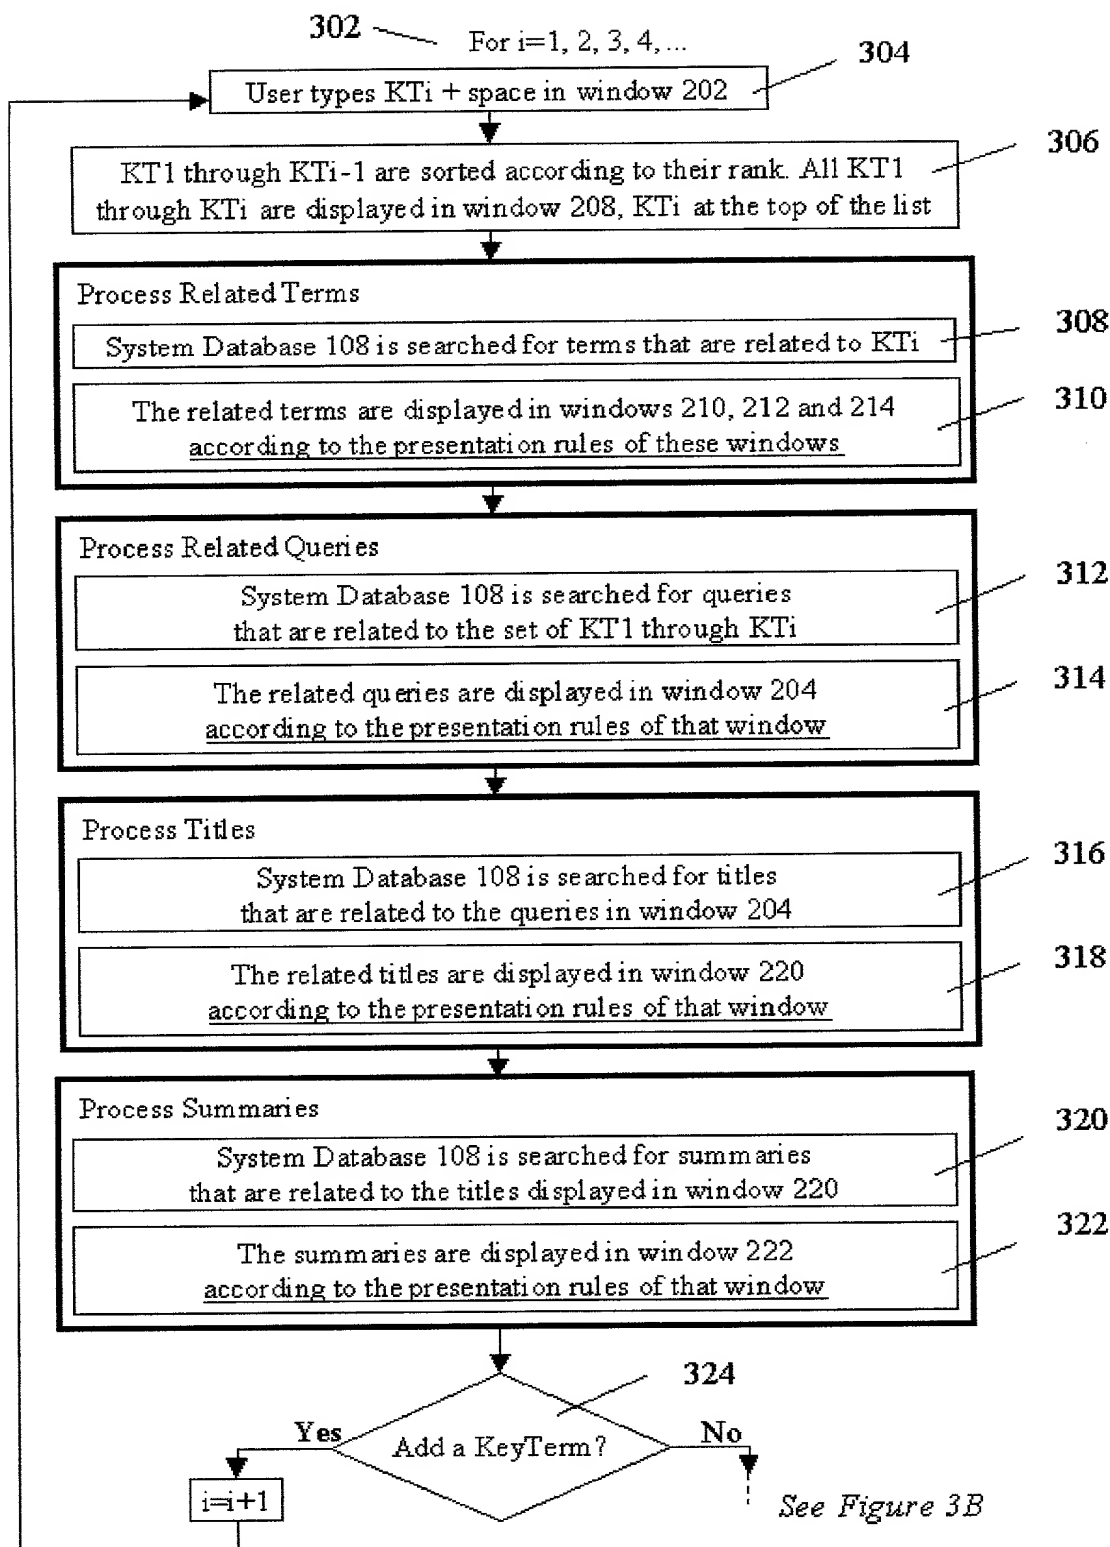 302
For i=1, 2, 3, 4, ...
304
User types KTi + space in window 202
306
KT1 through KTi-1 are sorted according to their rank. All KT1
through KTi are displayed in window 208, KTi at the top of the list
Process Related Terms
308
System Database 108 is searched for terms that are related to KTi
310
The related terms are displayed in windows 210, 212 and 214
according to the presentation rules of these windows
Process Related Queries
312
System Database 108 is searched for queries
that are related to the set of KT1 through KTi
314
The related queries are displayed in window 204
according to the presentation rules of that window
Process Titles
316
System Database 108 is searched for titles
that are related to the queries in window 204
318
The related titles are displayed in window 220
according to the presentation rules of that window
Process Summaries
320
System Database 108 is searched for summaries
that are related to the titles displayed in window 220
322
The summaries are displayed in window 222
according to the presentation rules of that window
324
Yes
Add a KeyTerm?
No
i=i+1
See Figure 3B